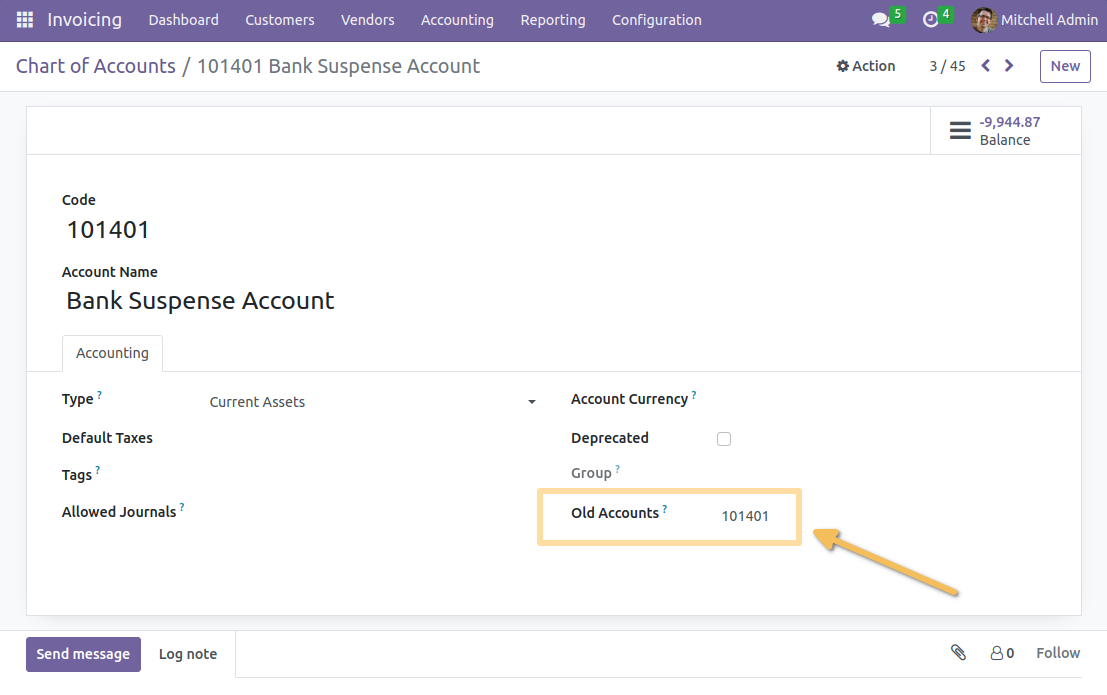 Invoicing Dashboard Customers Vendors Accounting Reporting Configuration 5 4 Mitchell Admin
Chart of Accounts / 101401 Bank Suspense Account Action 3 / 45 New
-9,944.87
Balance
Code
101401
Account Name
Bank Suspense Account
Accounting
Type ? Current Assets Account Currency ?
Default Taxes Deprecated
Tags ? Group ?
Allowed Journals ? Old Accounts ? 101401
Send message Log note 0 Follow